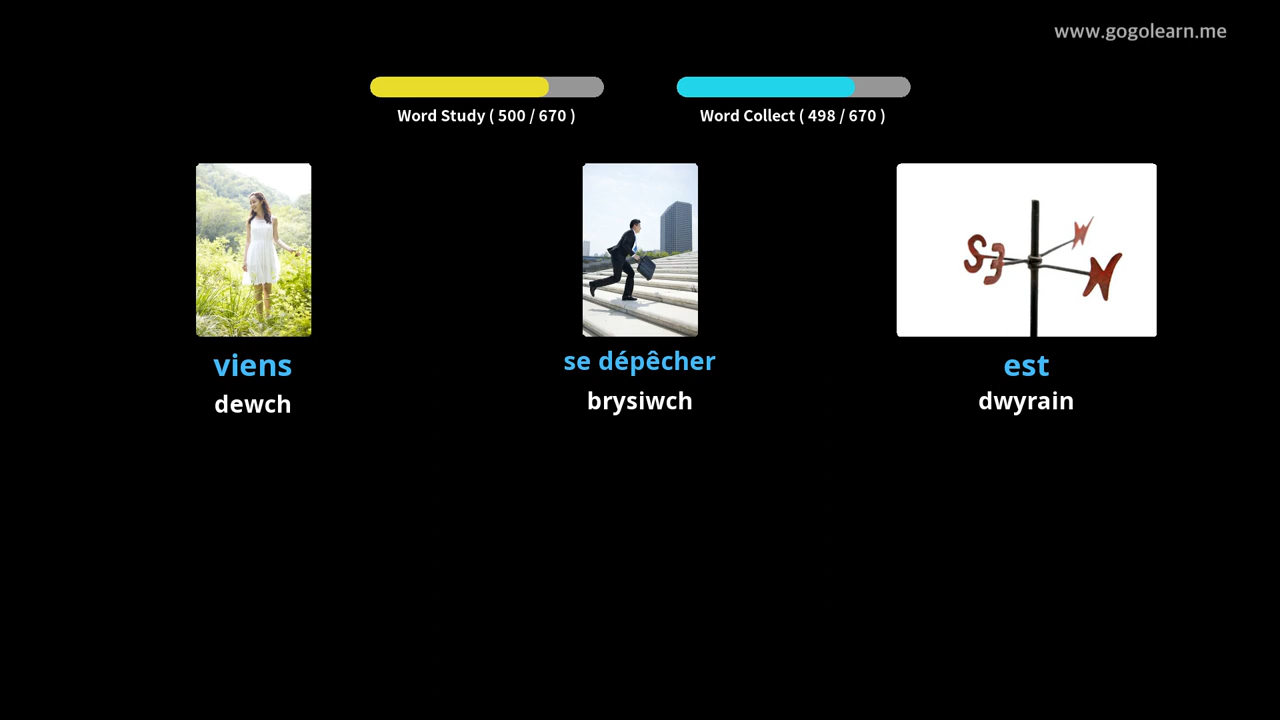 www.gogolearn.me
Word Study ( 500 / 670 )
Word Collect ( 498 / 670 )
S E N W
viens
se dépêcher
est
dewch
brysiwch
dwyrain